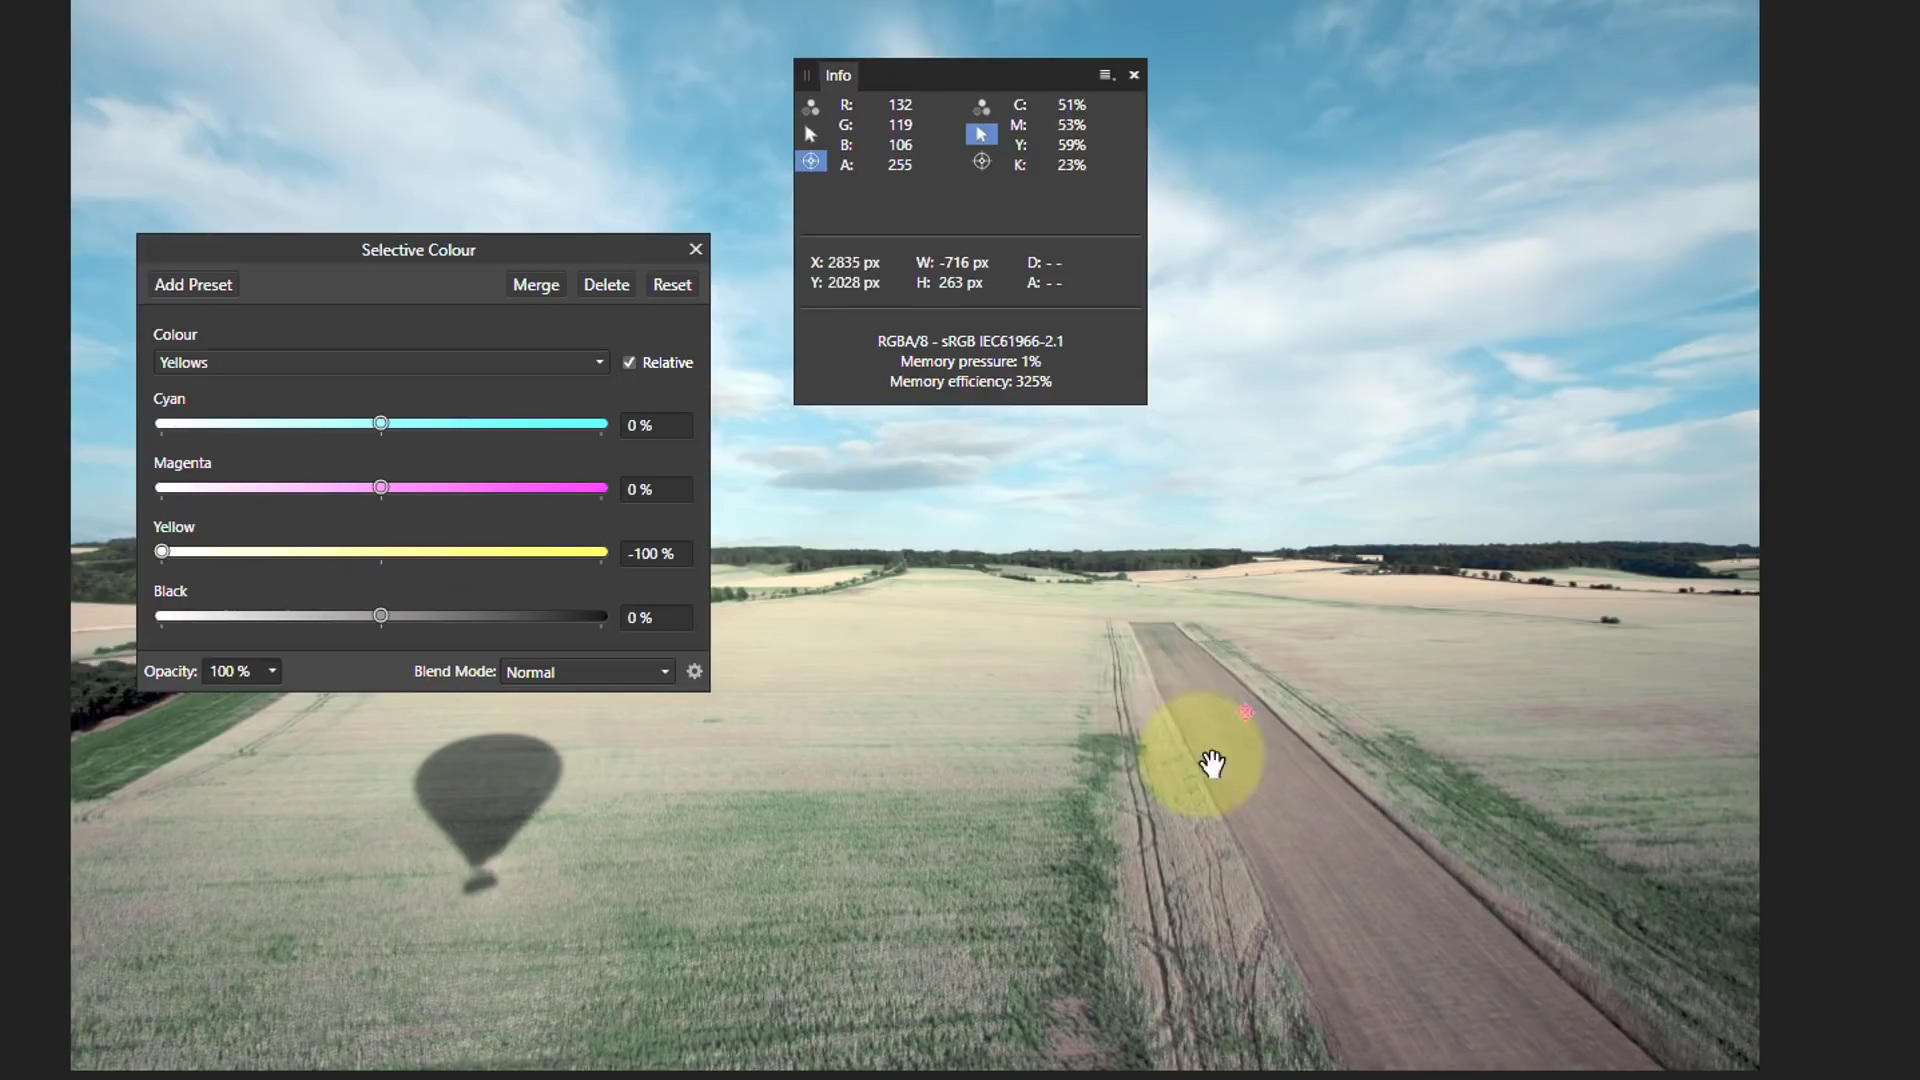 Info
R: 132
G: 119
B: 106
A: 255
C: 51%
M: 53%
Y: 59%
K: 23%
X: 2835 px W: -716 px D: - -
Y: 2028 px H: 263 px A: - -
RGBA/8 - sRGB IEC61966-2.1
Memory pressure: 1%
Memory efficiency: 325%
Selective Colour
Add Preset Merge Delete Reset
Colour
Yellows Relative
Cyan
0 %
Magenta
0 %
Yellow
-100 %
Black
0 %
Opacity: 100 % Blend Mode: Normal